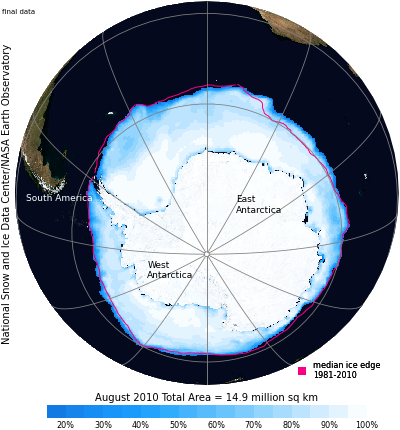 final data
National Snow and Ice Data Center/NASA Earth Observatory
South America
East
Antarctica
West
Antarctica
median ice edge
1981-2010
August 2010 Total Area = 14.9 million sq km
20% 30% 40% 50% 60% 70% 80% 90% 100%